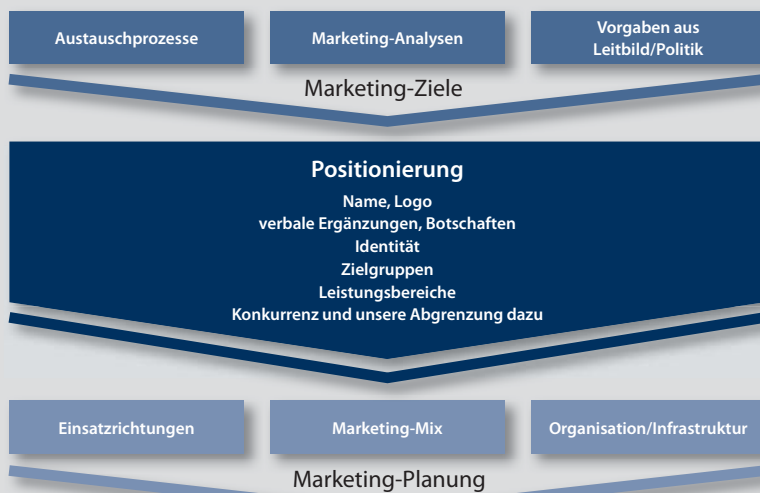 Austauschprozesse
Marketing-Analysen
Vorgaben aus
Leitbild/Politik
Marketing-Ziele
Positionierung
Name, Logo
verbale Ergänzungen, Botschaften
Identität
Zielgruppen
Leistungsbereiche
Konkurrenz und unsere Abgrenzung dazu
Einsatzrichtungen
Marketing-Mix
Organisation/Infrastruktur
Marketing-Planung